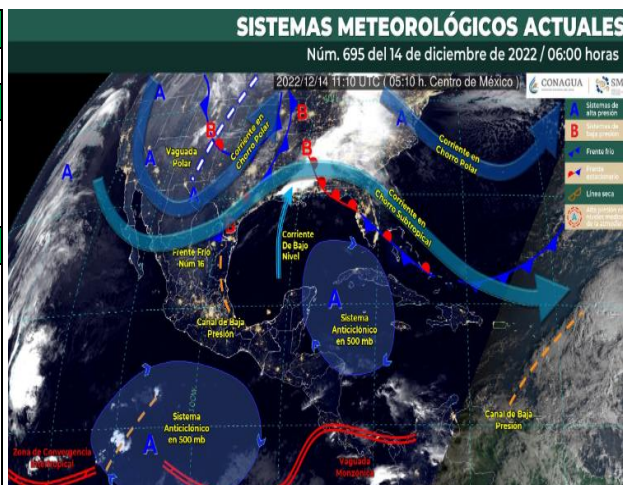 SISTEMAS METEOROLÓGICOS ACTUALES
Núm. 695 del 14 de diciembre de 2022 / 06:00 horas
2022/12/14 11:10 UTC ( 05:10 h. Centro de México )
CONAGUA
SM
A
Sistemas de
alta presión
B
Sistemas de
baja presión
Frente frío
Frente
estacionario
Línea seca
A
A
A
A
A
B
B
B
B
Vaguada
Polar
Corriente en
Chorro Polar
Corriente en
Chorro Polar
Corriente en
Chorro Subtropical
Frente Frío
Núm 16
Corriente
De Bajo
Nivel
Canal de Baja
Presión
A
Sistema
Anticiclónico
en 500 mb
Sistema
Anticiclónico
en 500 mb
A
Canal de Baja
Presión
Zona de Convergencia
Intertropical
Vaguada
Monzónica